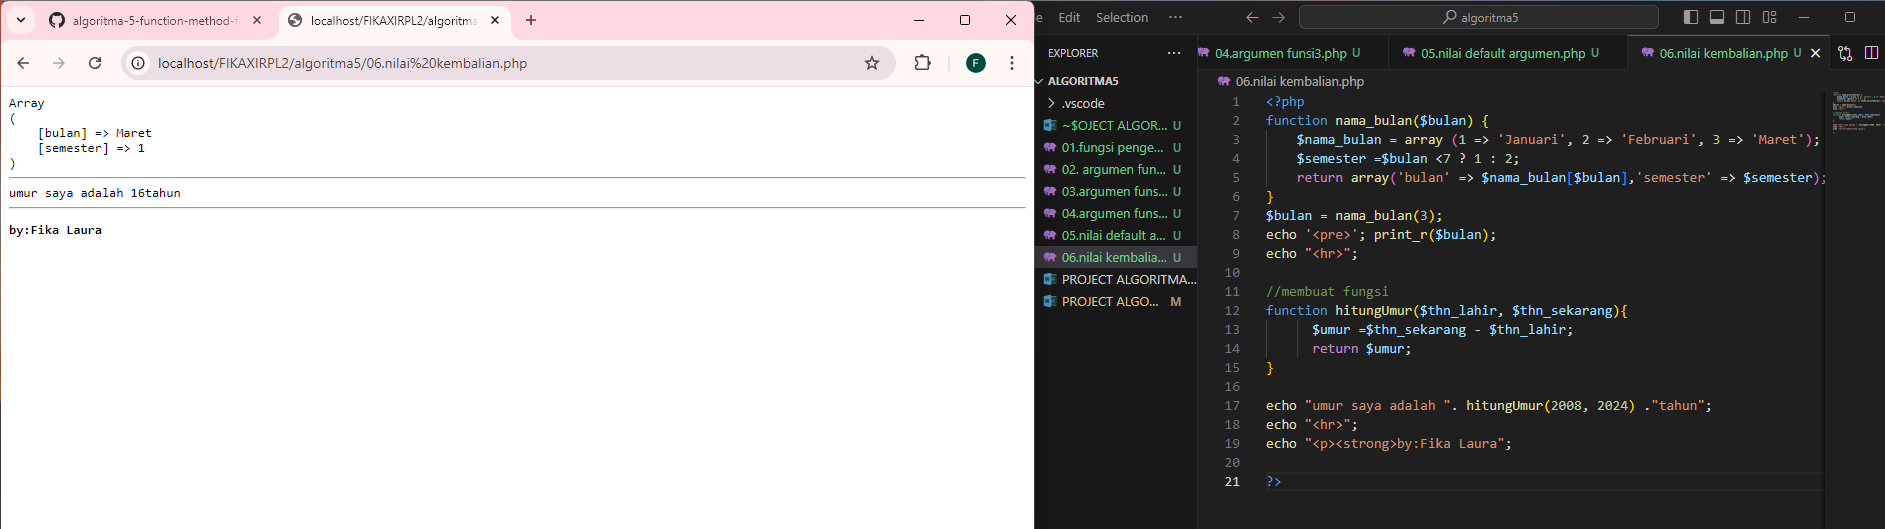 algoritma-5-function-method-f
localhost/FIKAXIRPL2/algoritma
localhost/FIKAXIRPL2/algoritma5/06.nilai%20kembalian.php
F
Array
(
    [bulan] => Maret
    [semester] => 1
)
umur saya adalah 16tahun
by:Fika Laura
e Edit Selection ···
algoritma5
EXPLORER ···
ALGORITMA5
.vscode
~$OJECT ALGOR... U
01.fungsi penge... U
02. argumen fun... U
03.argumen funs... U
04.argumen funs... U
05.nilai default a... U
06.nilai kembalia... U
PROJECT ALGORITMA...
PROJECT ALGO... M
04.argumen funsi3.php U
05.nilai default argumen.php U
06.nilai kembalian.php U
06.nilai kembalian.php
1 <?php
2 function nama_bulan($bulan) {
3     $nama_bulan = array (1 => 'Januari', 2 => 'Februari', 3 => 'Maret');
4     $semester =$bulan <7 ? 1 : 2;
5     return array('bulan' => $nama_bulan[$bulan],'semester' => $semester);
6 }
7 $bulan = nama_bulan(3);
8 echo '<pre>'; print_r($bulan);
9 echo "<hr>";
10
11 //membuat fungsi
12 function hitungUmur($thn_lahir, $thn_sekarang){
13       $umur =$thn_sekarang - $thn_lahir;
14       return $umur;
15 }
16
17 echo "umur saya adalah ". hitungUmur(2008, 2024) ."tahun";
18 echo "<hr>";
19 echo "<p><strong>by:Fika Laura";
20
21 ?>